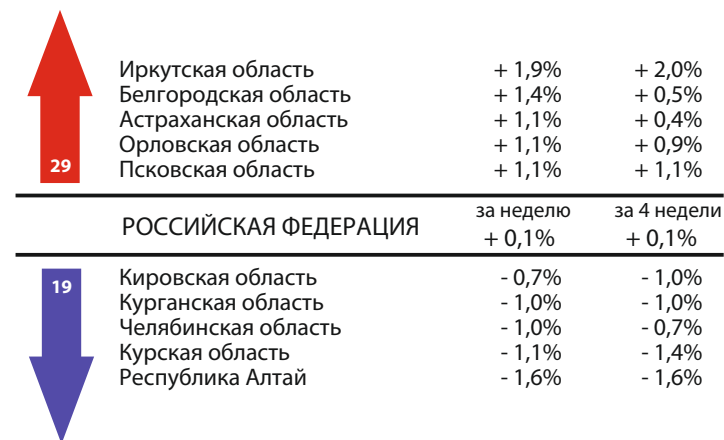 Иркутская область + 1,9% + 2,0%
Белгородская область + 1,4% + 0,5%
Астраханская область + 1,1% + 0,4%
Орловская область + 1,1% + 0,9%
29 Псковская область + 1,1% + 1,1%
за неделю за 4 недели
РОССИЙСКАЯ ФЕДЕРАЦИЯ + 0,1% + 0,1%
19 Кировская область - 0,7% - 1,0%
Курганская область - 1,0% - 1,0%
Челябинская область - 1,0% - 0,7%
Курская область - 1,1% - 1,4%
Республика Алтай - 1,6% - 1,6%